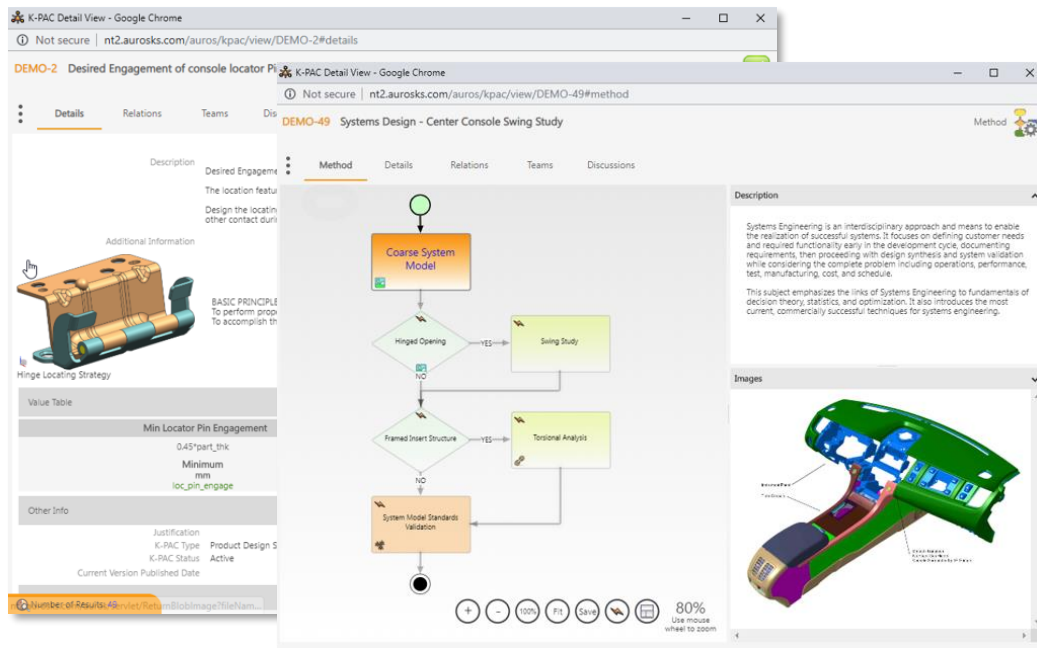 K-PAC Detail View - Google Chrome
Not secure | nt2.aurosks.com/auros/kpac/view/DEMO-2#details
DEMO-2 Desired Engagement of console locator Pi
Details Relations Teams Dis
Description
Desired Engageme
The location featu
Design the locatin
other contact duri
Additional Information
BASIC PRINCIPLE
To perform prop
To accomplish th
Hinge Locating Strategy
Value Table
Min Locator Pin Engagement
0.45*part_thk
Minimum
mm
loc_pin_engage
Other Info
Justification
K-PAC Type Product Design S
K-PAC Status Active
Current Version Published Date
Number of Results: 49
K-PAC Detail View - Google Chrome
Not secure | nt2.aurosks.com/auros/kpac/view/DEMO-49#method
DEMO-49 Systems Design - Center Console Swing Study
Method
Method Details Relations Teams Discussions
Coarse System
Model
Hinged Opening
YES
Swing Study
NO
Framed Insert Structure
YES
Torsional Analysis
NO
System Model Standards
Validation
+ - 100% Fit Save
80%
Use mouse
wheel to zoom
Description
Systems Engineering is an interdisciplinary approach and means to enable
the realization of successful systems. It focuses on defining customer needs
and required functionality early in the development cycle, documenting
requirements, then proceeding with design synthesis and system validation
while considering the complete problem including operations, performance,
test, manufacturing, cost, and schedule.
This subject emphasizes the links of Systems Engineering to fundamentals of
decision theory, statistics, and optimization. It also introduces the most
current, commercially successful techniques for systems engineering.
Images